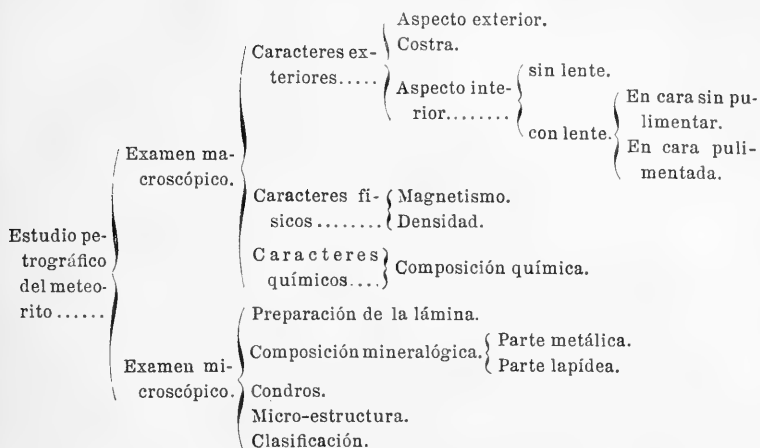 Estudio pe-
trográfico
del meteo-
rito......
Examen ma-
croscópico.
Caracteres ex-
teriores.....
Aspecto exterior.
Costra.
Aspecto inte-
rior........
sin lente.
con lente.
En cara sin pu-
limentar.
En cara puli-
mentada.
Caracteres fi-
sicos........
Magnetismo.
Densidad.
Caracteres
químicos....
Composición química.
Examen mi-
croscópico.
Preparación de la lámina.
Composición mineralógica.
Parte metálica.
Parte lapídea.
Condros.
Micro-estructura.
Clasificación.